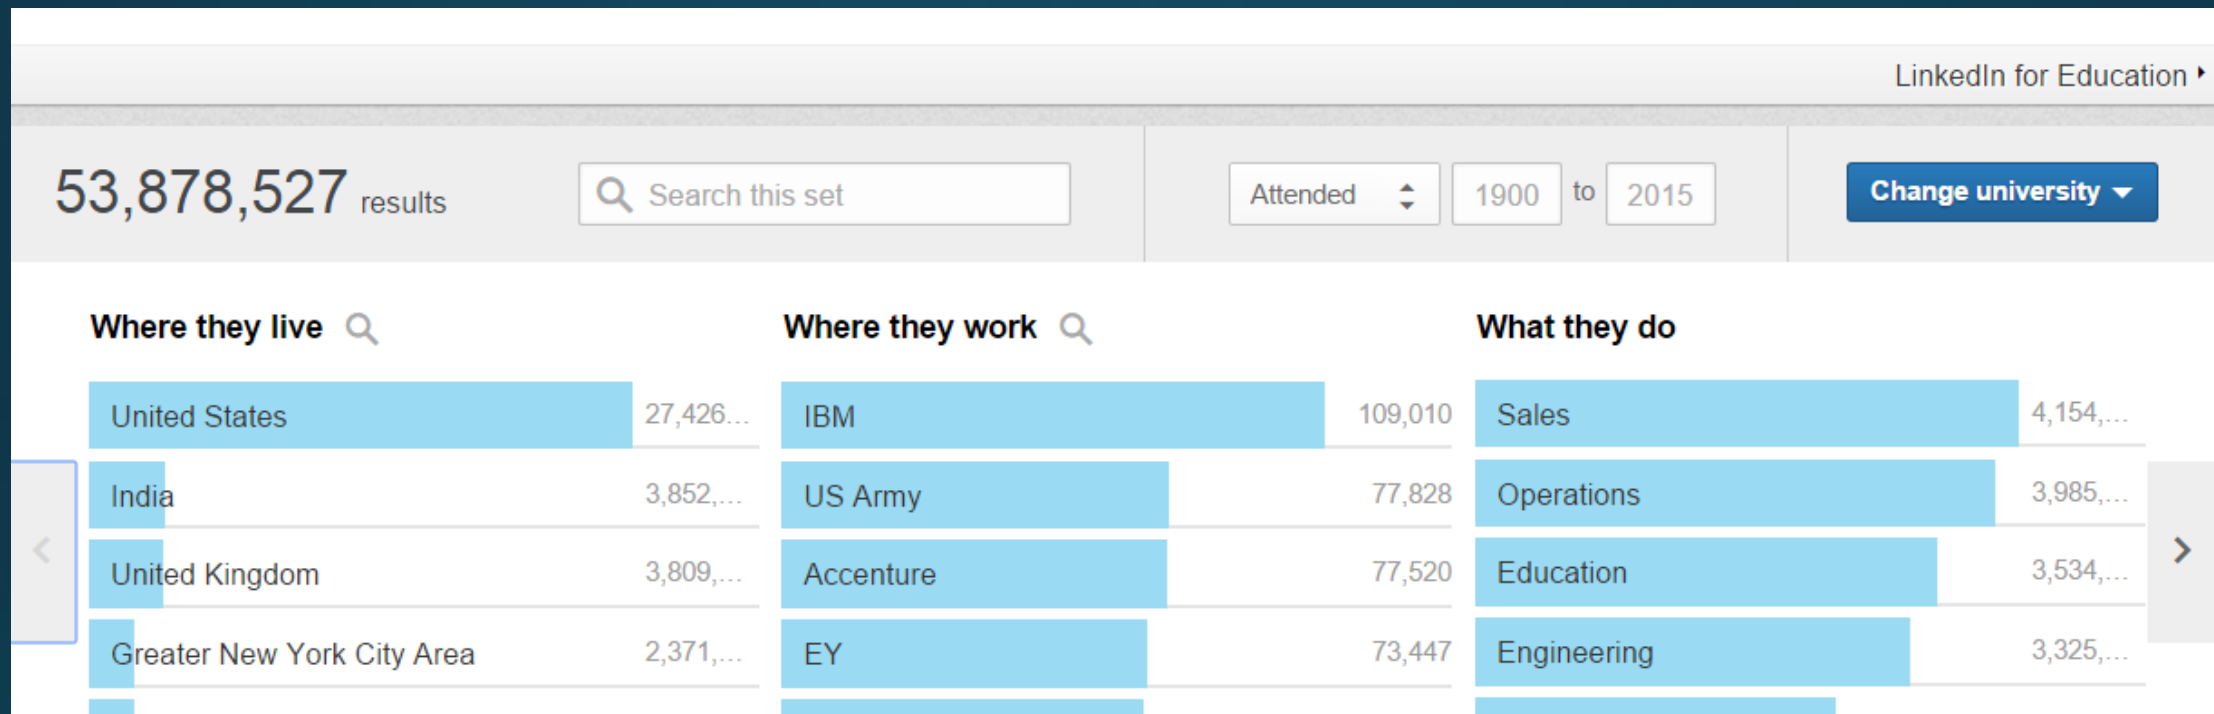 LinkedIn for Education
53,878,527 results
Search this set
Attended
1900 to 2015
Change university
Where they live
United States 27,426...
India 3,852,...
United Kingdom 3,809,...
Greater New York City Area 2,371,...
Where they work
IBM 109,010
US Army 77,828
Accenture 77,520
EY 73,447
What they do
Sales 4,154,...
Operations 3,985,...
Education 3,534,...
Engineering 3,325,...